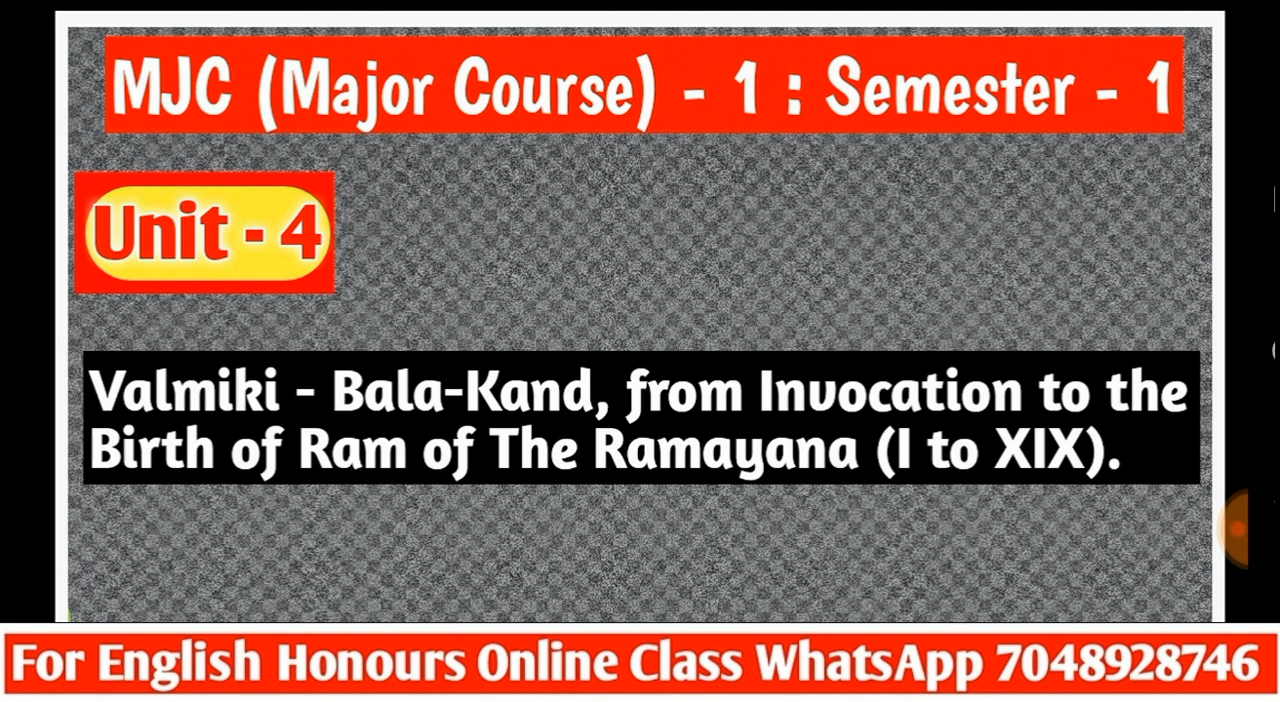 MJC (Major Course) - 1 : Semester - 1
Unit - 4
Valmiki - Bala-Kand, from Invocation to the
Birth of Ram of The Ramayana (I to XIX).
For English Honours Online Class WhatsApp 7048928746